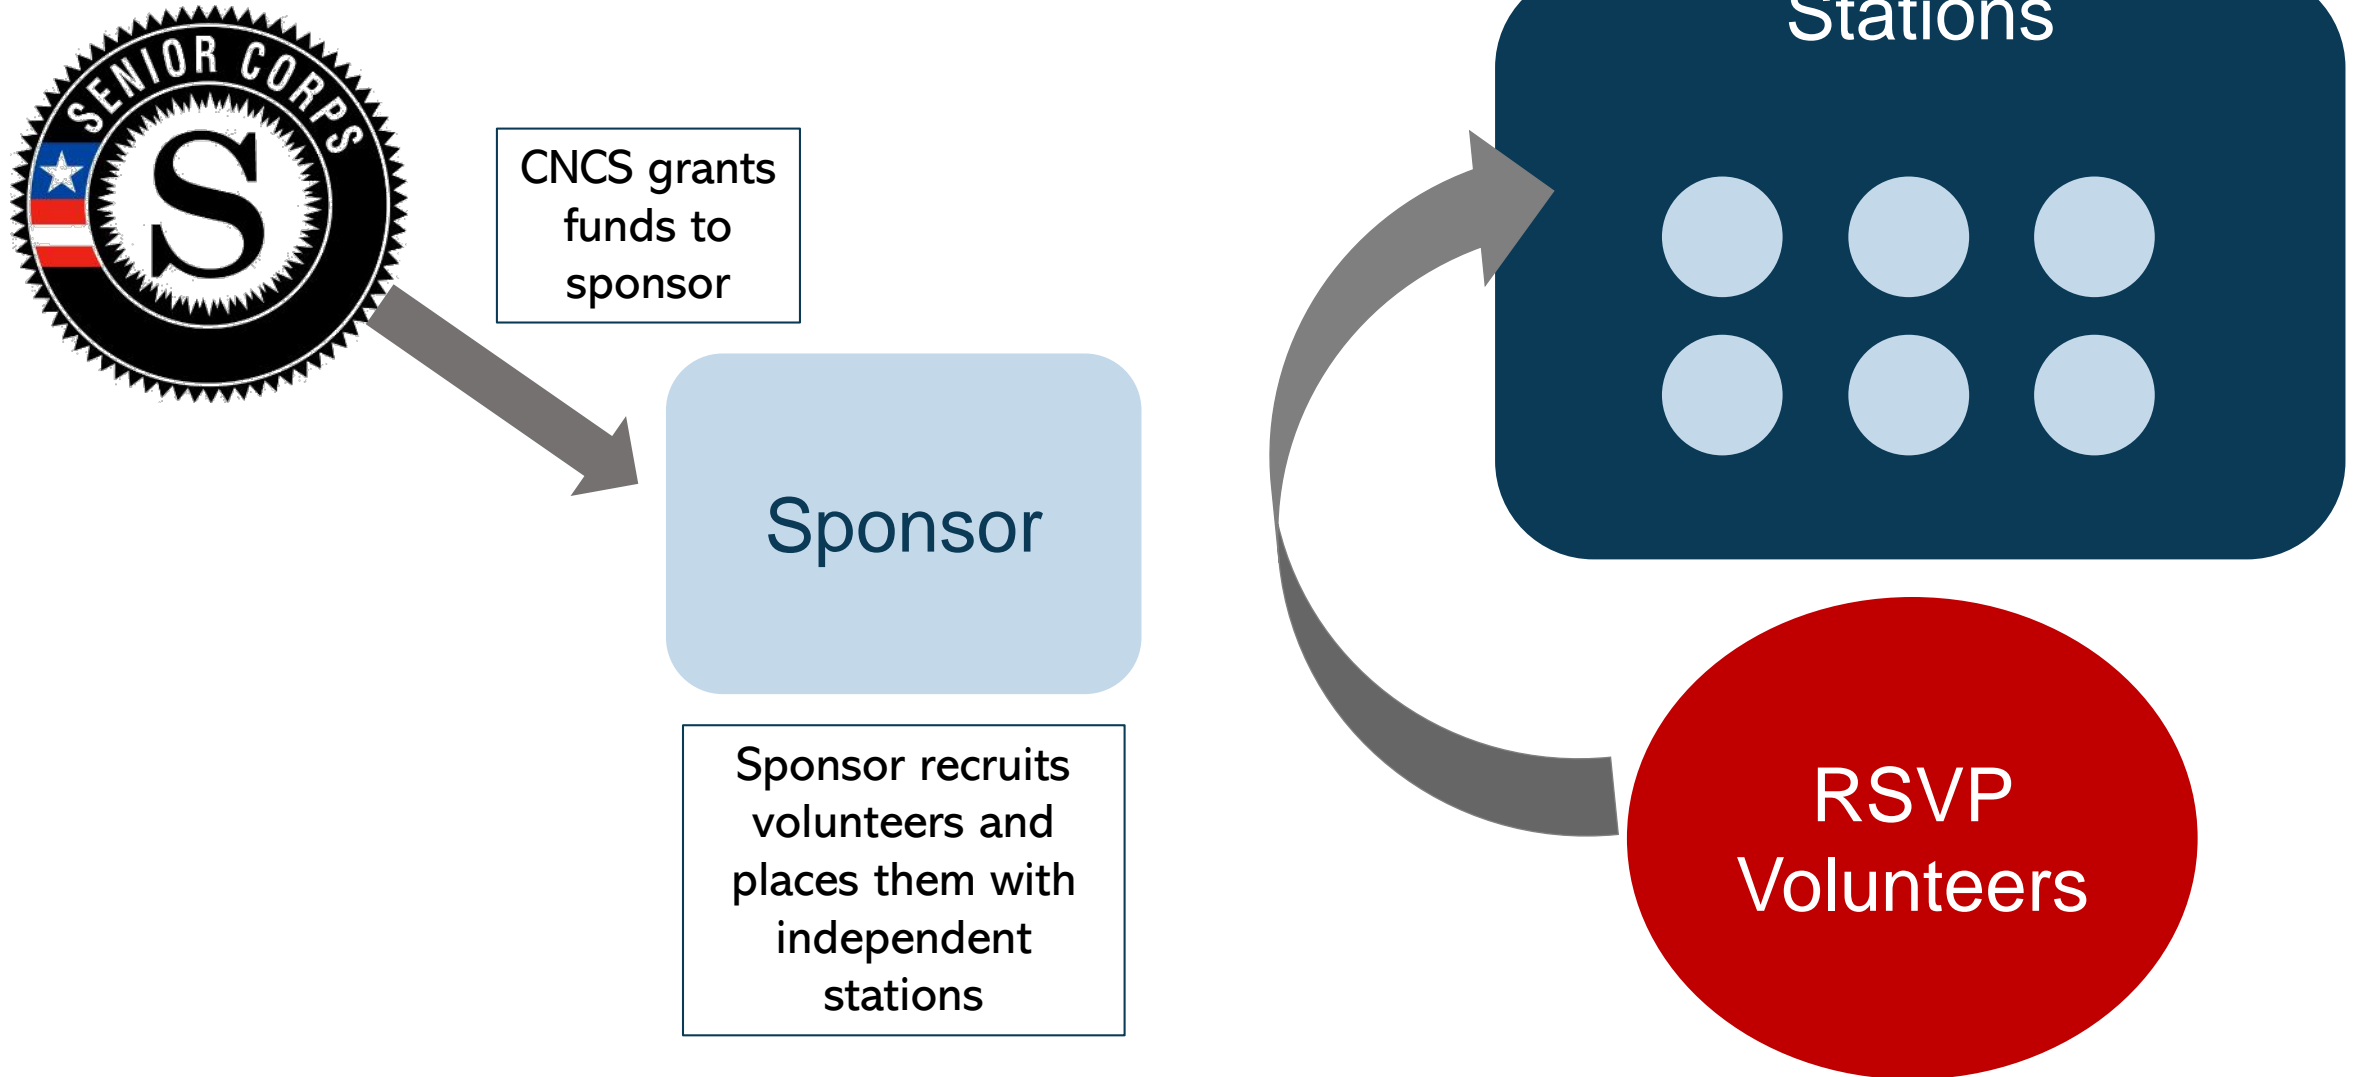 SENIOR CORPS
S
CNCS grants
funds to
sponsor
Sponsor
Sponsor recruits
volunteers and
places them with
independent
stations
Stations
RSVP
Volunteers